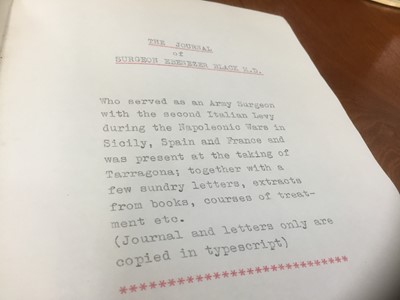 THE JOURNAL
of
SURGEON EBENEZER BLACK M.D.
Who served as an Army Surgeon
with the second Italian Levy
during the Napoleonic Wars in
Sicily, Spain and France and
was present at the taking of
Tarragona; together with a
few sundry letters, extracts
from books, courses of treat-
ment etc.
(Journal and letters only are
copied in typescript)
*****************************